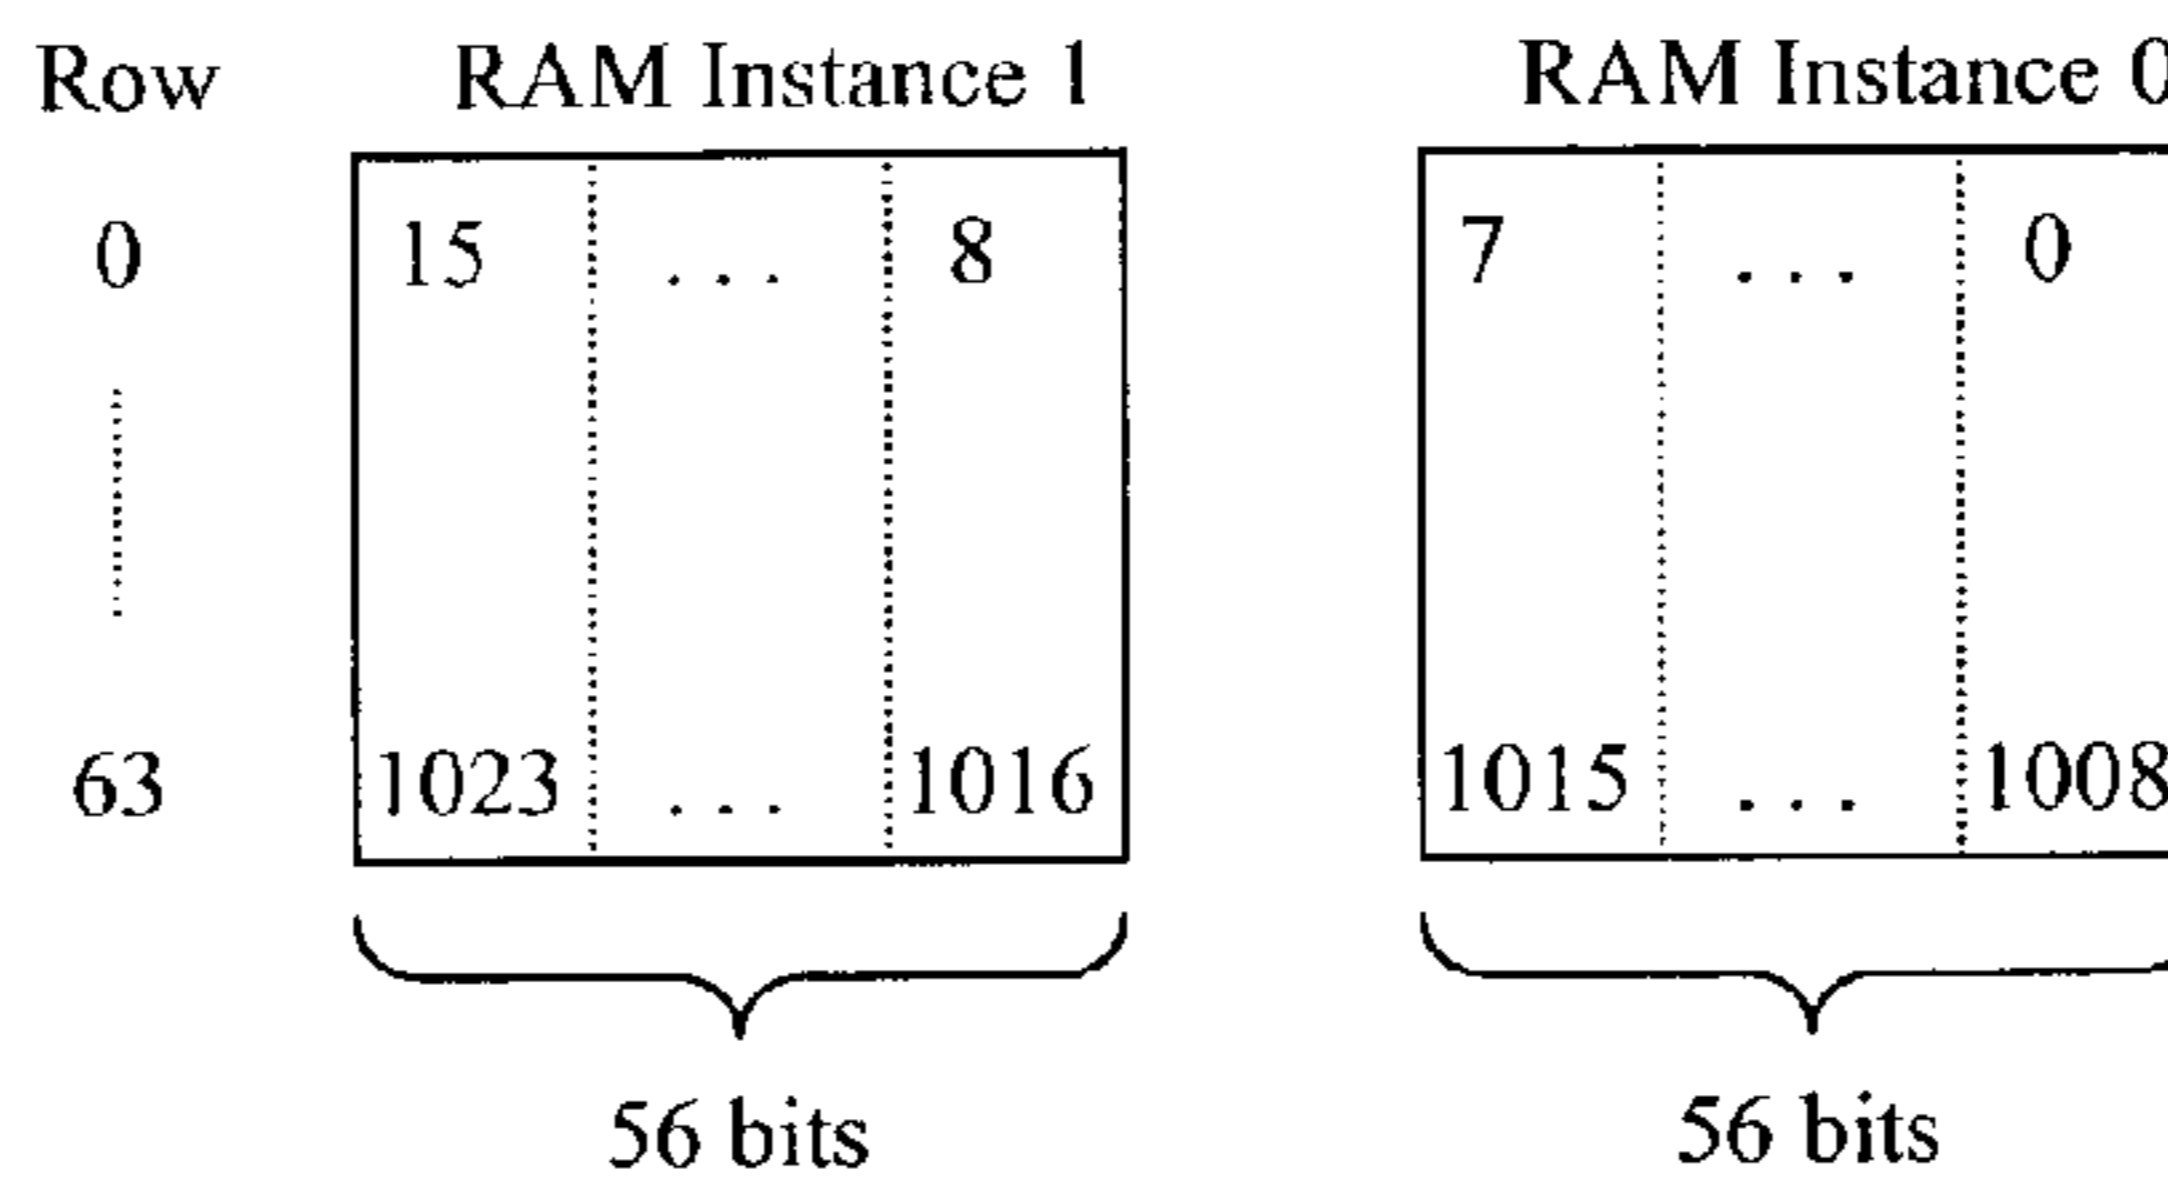 Row RAM Instance 1 RAM Instance 0
0 15 ... 8 7 ... 0
63 1023 ... 1016 1015 ... 1008
56 bits 56 bits